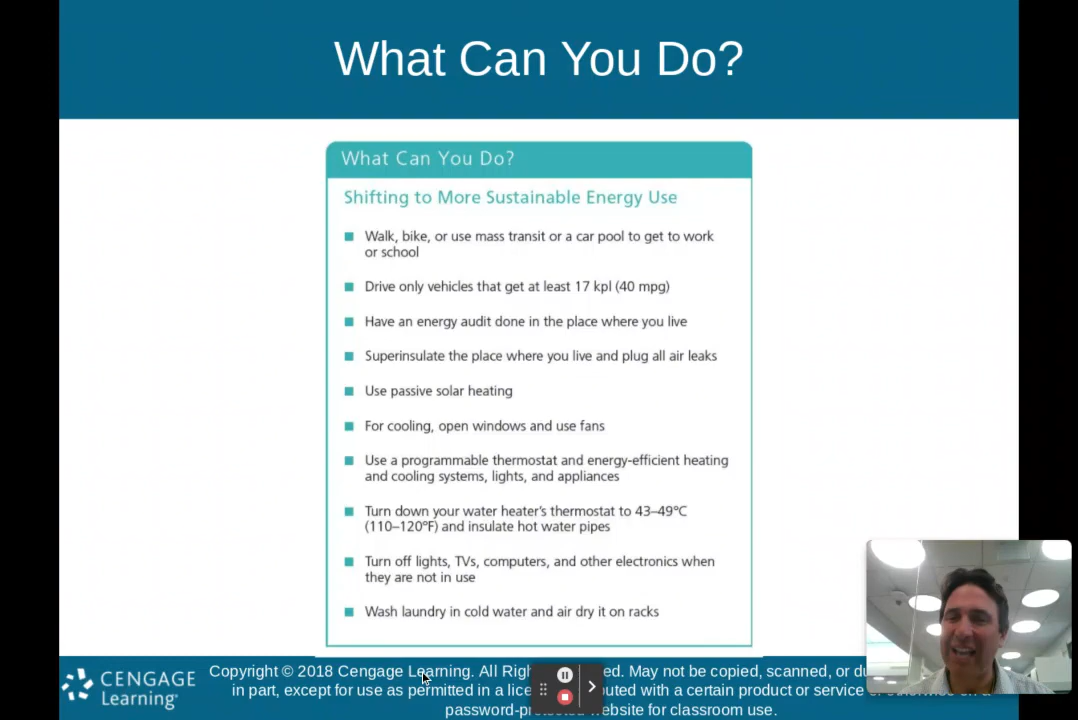 What Can You Do?
What Can You Do?
Shifting to More Sustainable Energy Use
Walk, bike, or use mass transit or a car pool to get to work
or school
Drive only vehicles that get at least 17 kpl (40 mpg)
Have an energy audit done in the place where you live
Superinsulate the place where you live and plug all air leaks
Use passive solar heating
For cooling, open windows and use fans
Use a programmable thermostat and energy-efficient heating
and cooling systems, lights, and appliances
Turn down your water heater's thermostat to 43–49°C
(110–120°F) and insulate hot water pipes
Turn off lights, TVs, computers, and other electronics when
they are not in use
Wash laundry in cold water and air dry it on racks
CENGAGE
Learning®
Copyright © 2018 Cengage Learning. All May not be copied, scanned, or
in part, except for use as permitted in a with a certain product or service
website for classroom use.